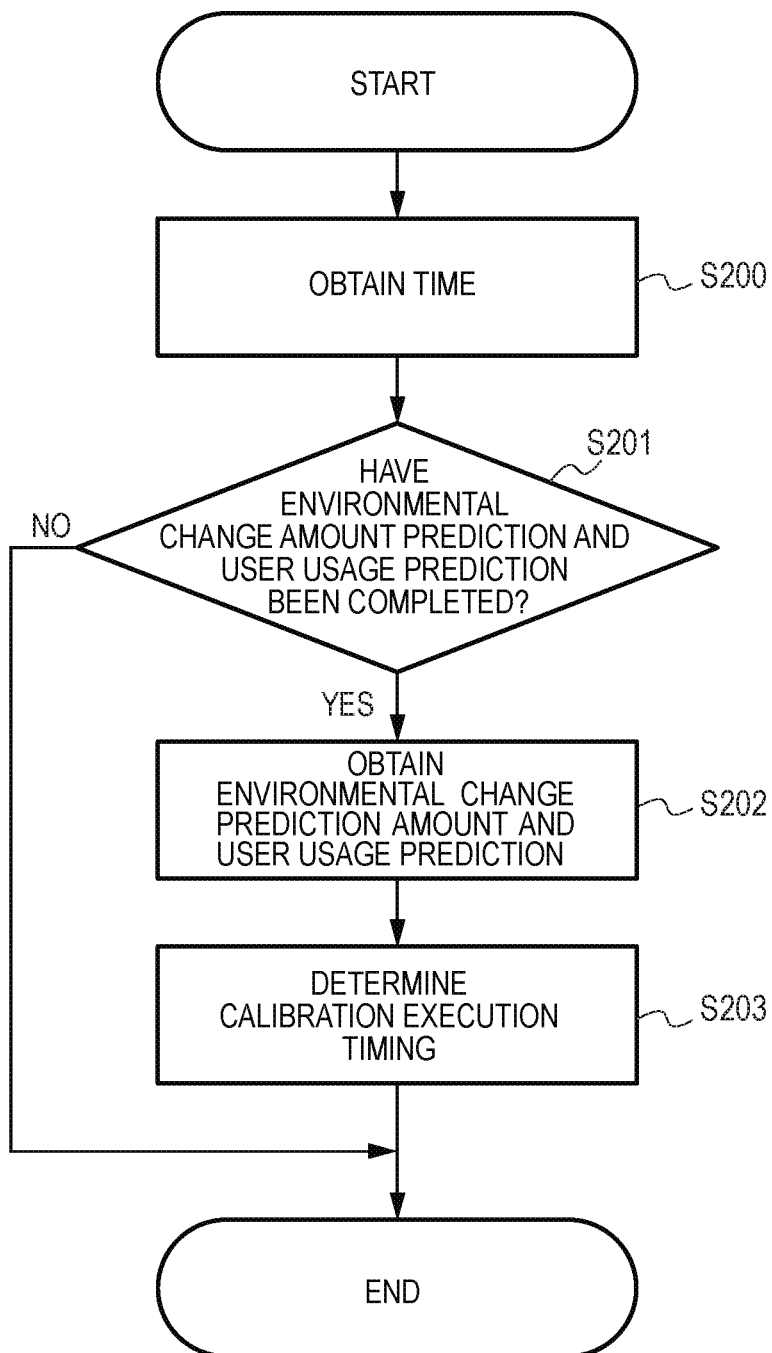 START
OBTAIN TIME
S200
S201
HAVE
ENVIRONMENTAL
CHANGE AMOUNT PREDICTION AND
USER USAGE PREDICTION
BEEN COMPLETED?
NO
YES
OBTAIN
ENVIRONMENTAL CHANGE
PREDICTION AMOUNT AND
USER USAGE PREDICTION
S202
DETERMINE
CALIBRATION EXECUTION
TIMING
S203
END